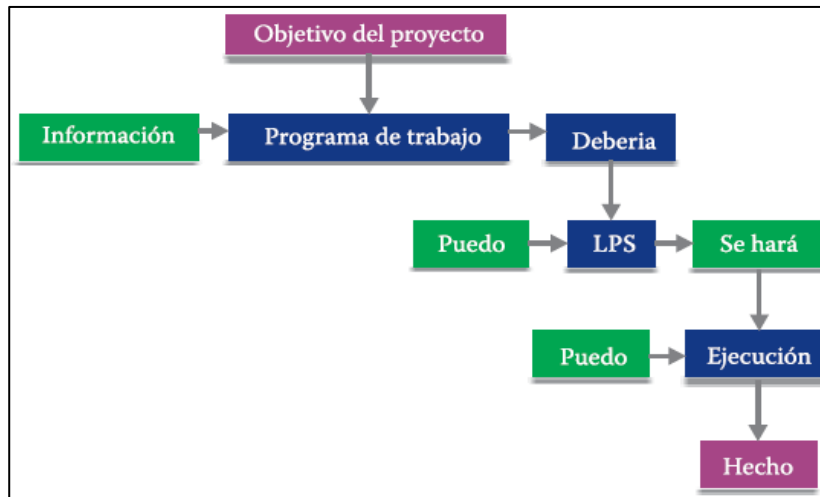 Objetivo del proyecto
Información
Programa de trabajo
Deberia
Puedo
LPS
Se hará
Puedo
Ejecución
Hecho